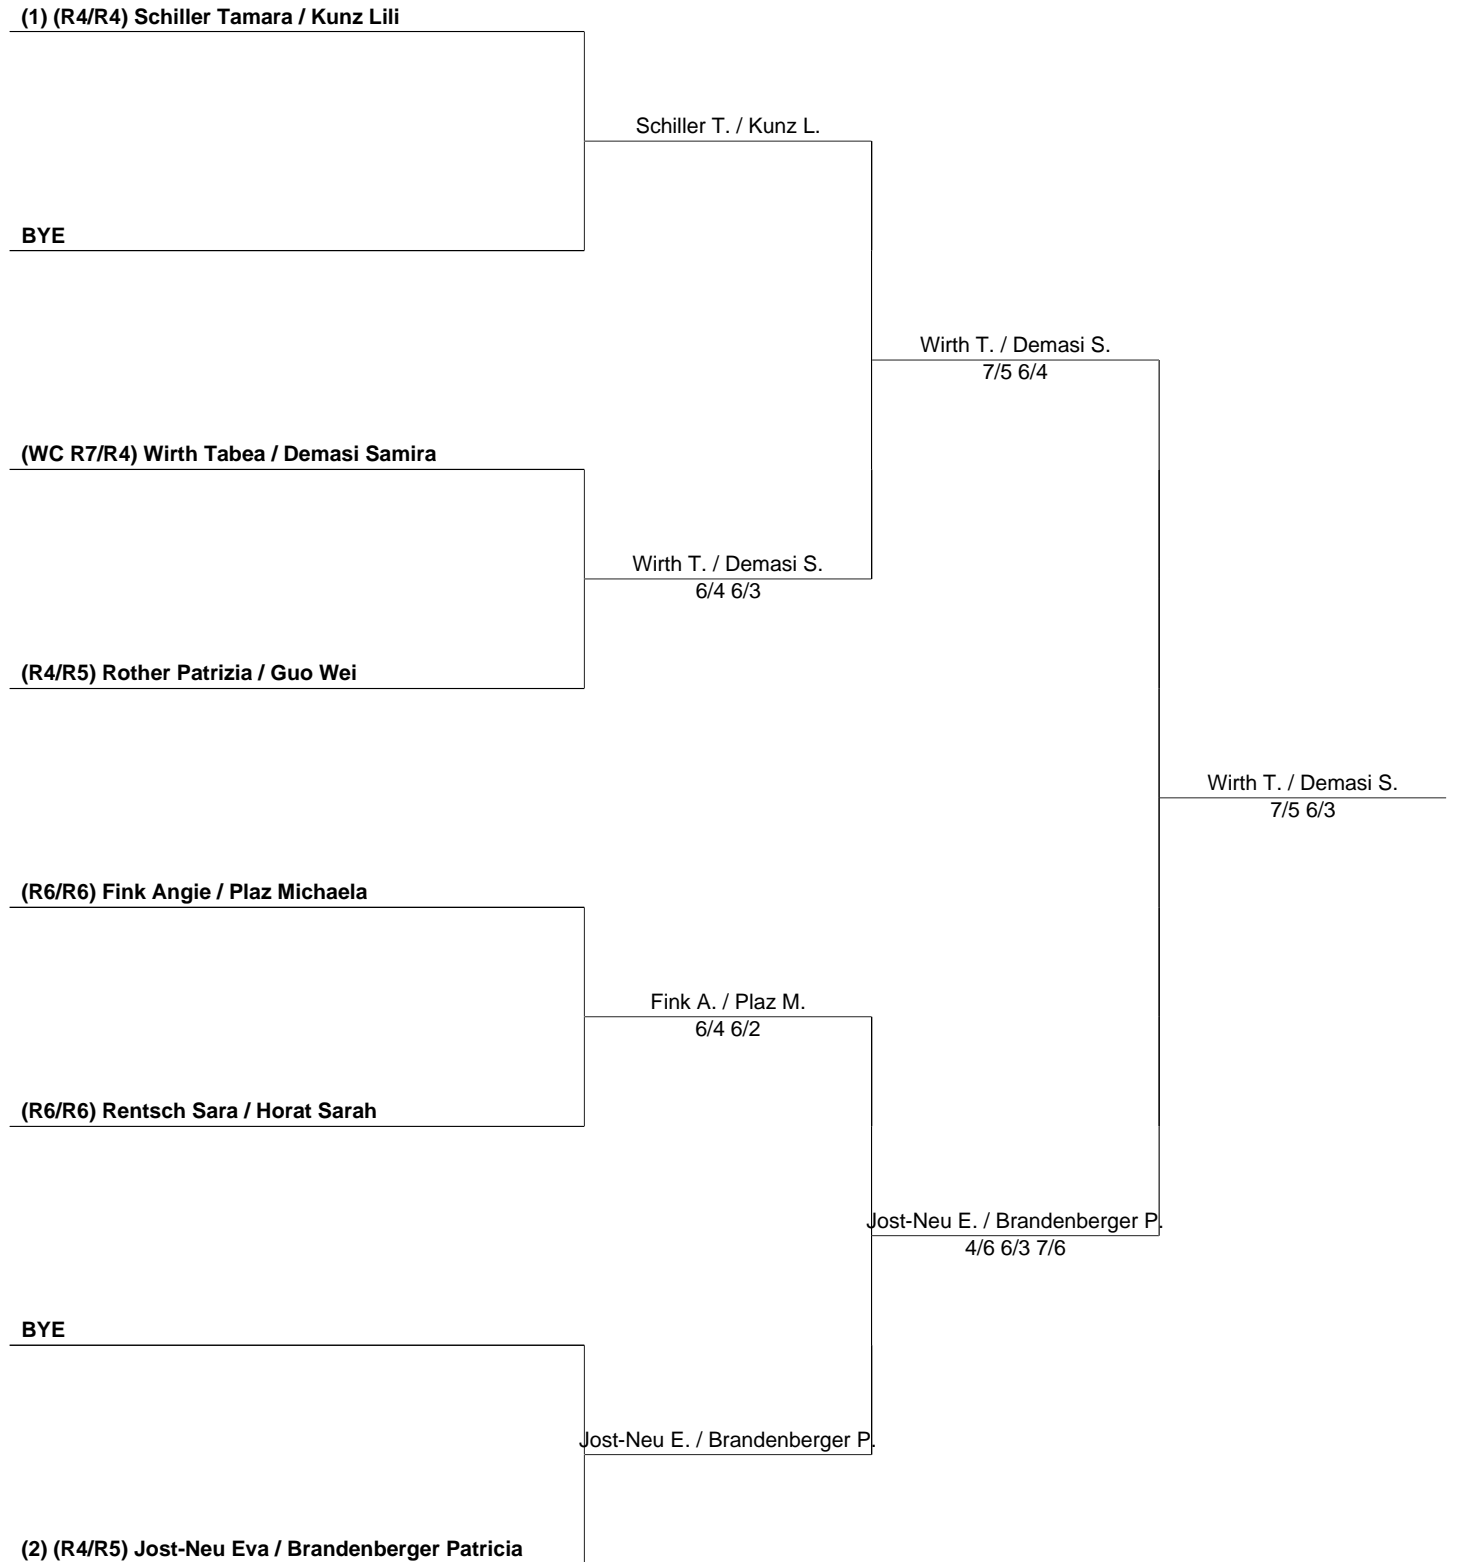 (1) (R4/R4) Schiller Tamara / Kunz Lili
Schiller T. / Kunz L.
BYE
Wirth T. / Demasi S.
7/5 6/4
(WC R7/R4) Wirth Tabea / Demasi Samira
Wirth T. / Demasi S.
6/4 6/3
(R4/R5) Rother Patrizia / Guo Wei
Wirth T. / Demasi S.
7/5 6/3
(R6/R6) Fink Angie / Plaz Michaela
Fink A. / Plaz M.
6/4 6/2
(R6/R6) Rentsch Sara / Horat Sarah
Jost-Neu E. / Brandenberger P.
4/6 6/3 7/6
BYE
Jost-Neu E. / Brandenberger P.
(2) (R4/R5) Jost-Neu Eva / Brandenberger Patricia